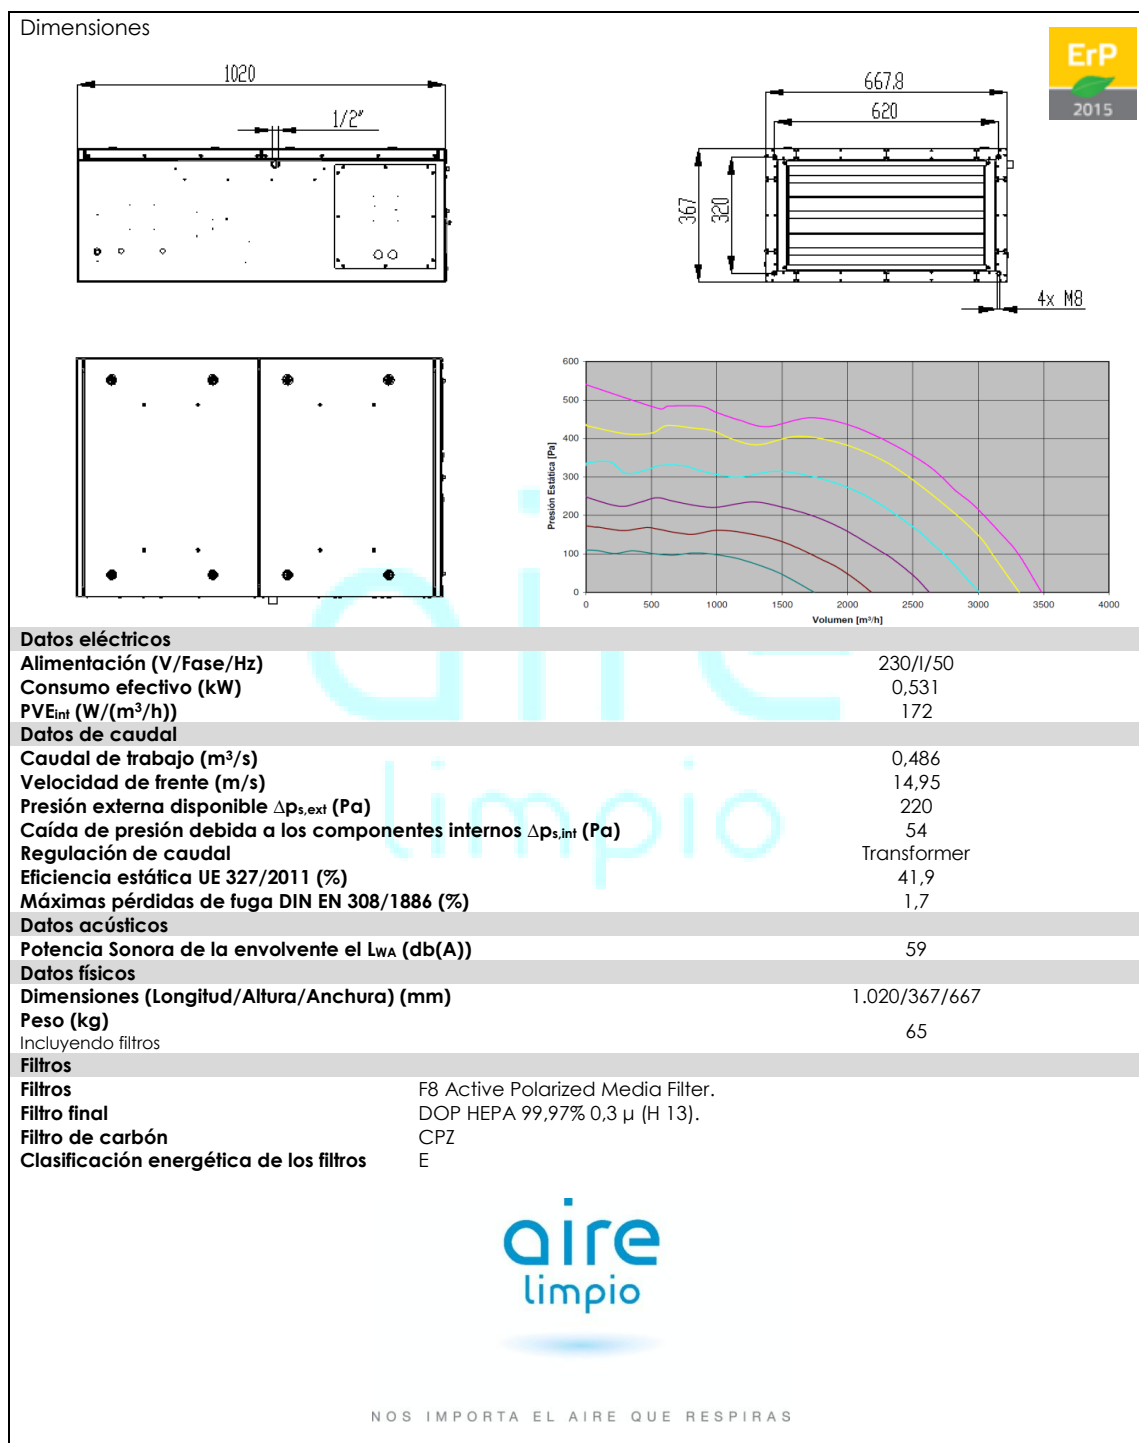 Dimensiones
1020
1/2"
667.8
620
367
320
4x M8
ErP
2015
600
500
400
300
200
100
0
Presión Estática [Pa]
0 500 1000 1500 2000 2500 3000 3500 4000
Volumen [m³/h]
Datos eléctricos
Alimentación (V/Fase/Hz) 230/I/50
Consumo efectivo (kW) 0,531
PVEint (W/(m³/h)) 172
Datos de caudal
Caudal de trabajo (m³/s) 0,486
Velocidad de frente (m/s) 14,95
Presión externa disponible ∆ps,ext (Pa) 220
Caída de presión debida a los componentes internos ∆ps,int (Pa) 54
Regulación de caudal Transformer
Eficiencia estática UE 327/2011 (%) 41,9
Máximas pérdidas de fuga DIN EN 308/1886 (%) 1,7
Datos acústicos
Potencia Sonora de la envolvente el LWA (db(A)) 59
Datos físicos
Dimensiones (Longitud/Altura/Anchura) (mm) 1.020/367/667
Peso (kg) 65
Incluyendo filtros
Filtros
Filtros F8 Active Polarized Media Filter.
Filtro final DOP HEPA 99,97% 0,3 µ (H 13).
Filtro de carbón CPZ
Clasificación energética de los filtros E
aire
limpio
aire
limpio
NOS IMPORTA EL AIRE QUE RESPIRAS